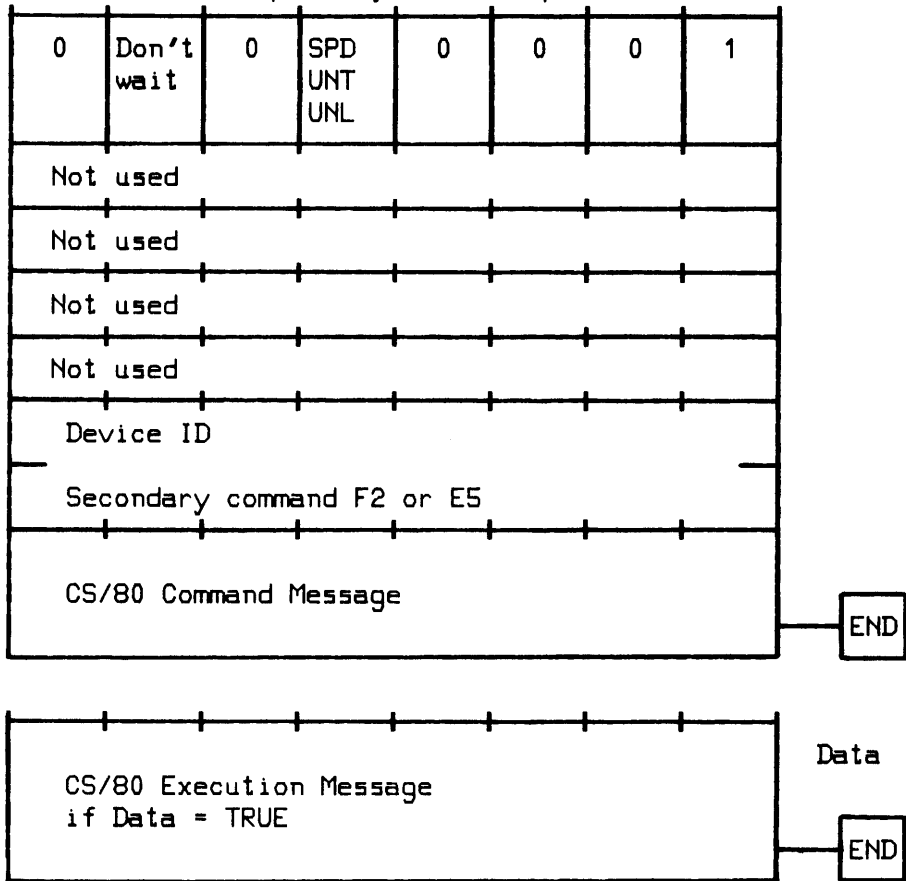 0 Don't wait 0 SPD UNT UNL 0 0 0 1
Not used
Not used
Not used
Not used
Device ID
Secondary command F2 or E5
CS/80 Command Message
END
Data
CS/80 Execution Message
if Data = TRUE
END